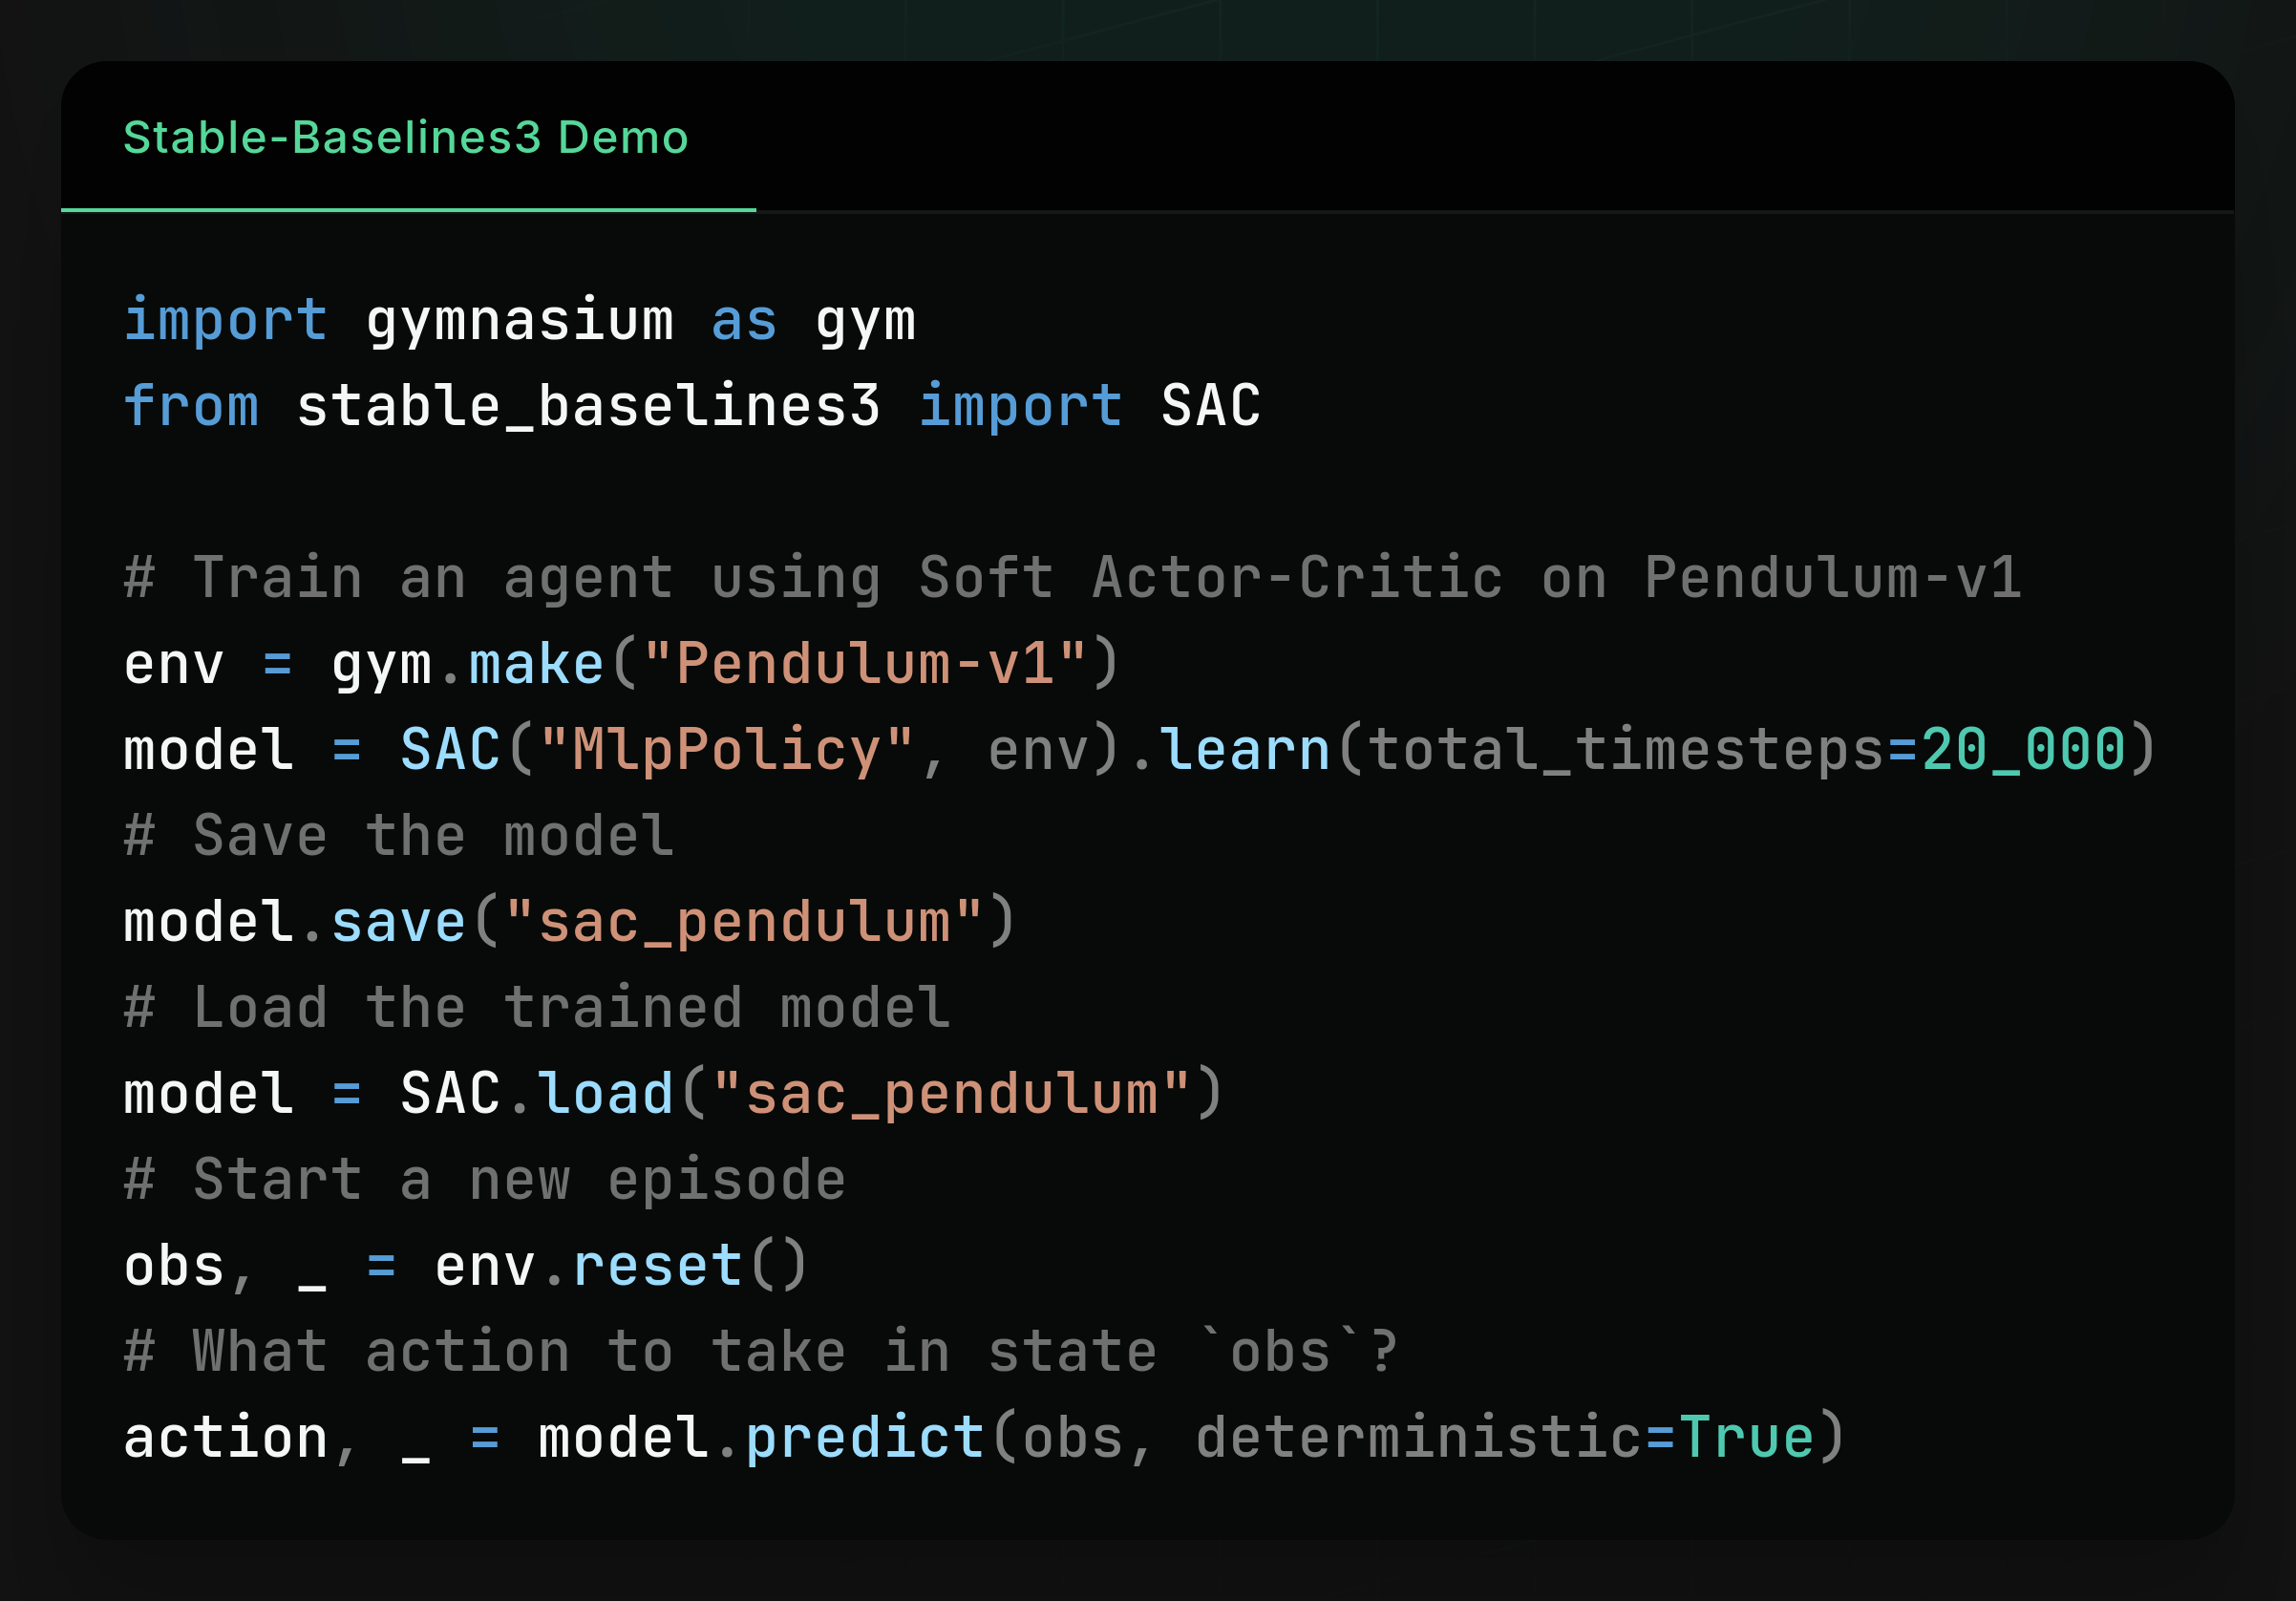 Stable-Baselines3 Demo
import gymnasium as gym
from stable_baselines3 import SAC
# Train an agent using Soft Actor-Critic on Pendulum-v1
env = gym.make("Pendulum-v1")
model = SAC("MlpPolicy", env).learn(total_timesteps=20_000)
# Save the model
model.save("sac_pendulum")
# Load the trained model
model = SAC.load("sac_pendulum")
# Start a new episode
obs, _ = env.reset()
# What action to take in state `obs`?
action, _ = model.predict(obs, deterministic=True)